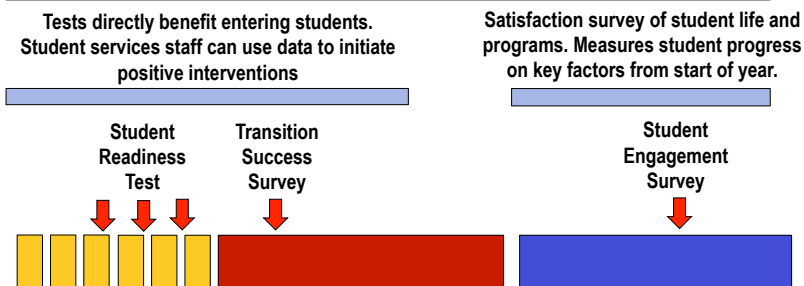 Tests directly benefit entering students.
Student services staff can use data to initiate
positive interventions
Satisfaction survey of student life and
programs. Measures student progress
on key factors from start of year.
Student
Readiness
Test
Transition
Success
Survey
Student
Engagement
Survey